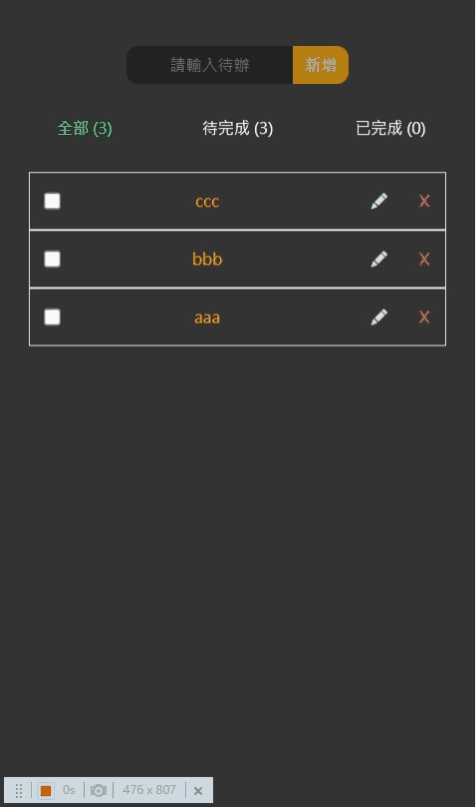 請輸入待辦 新增
全部 (3) 待完成 (3) 已完成 (0)
ccc
bbb
aaa
0s 476 x 807